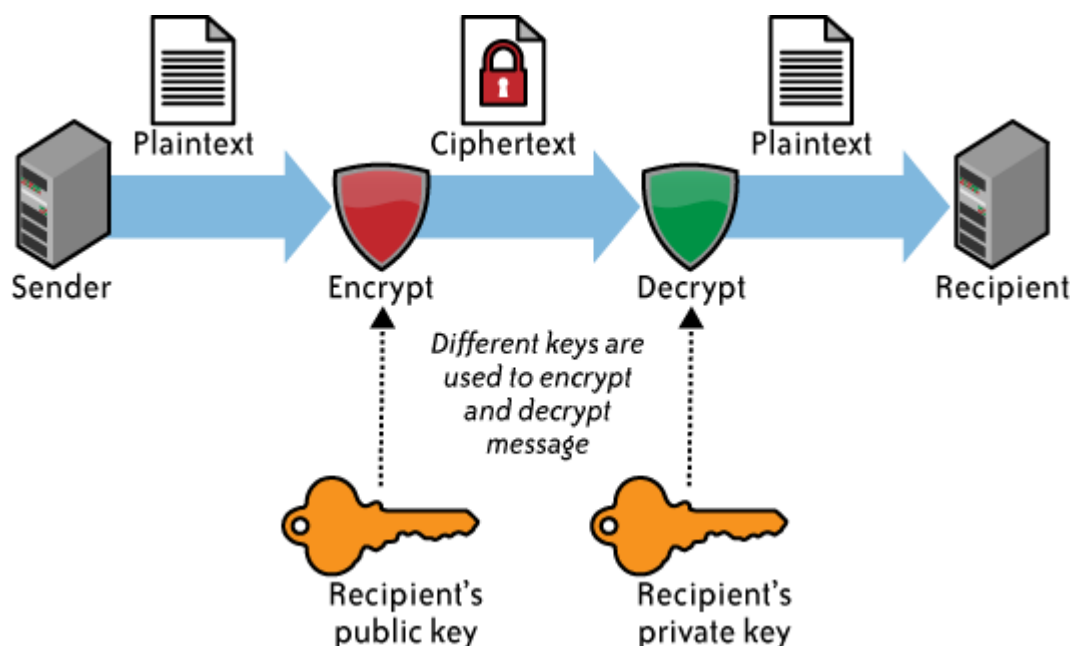 Plaintext
Ciphertext
Plaintext
Sender
Encrypt
Decrypt
Recipient
Different keys are
used to encrypt
and decrypt
message
Recipient's
public key
Recipient's
private key